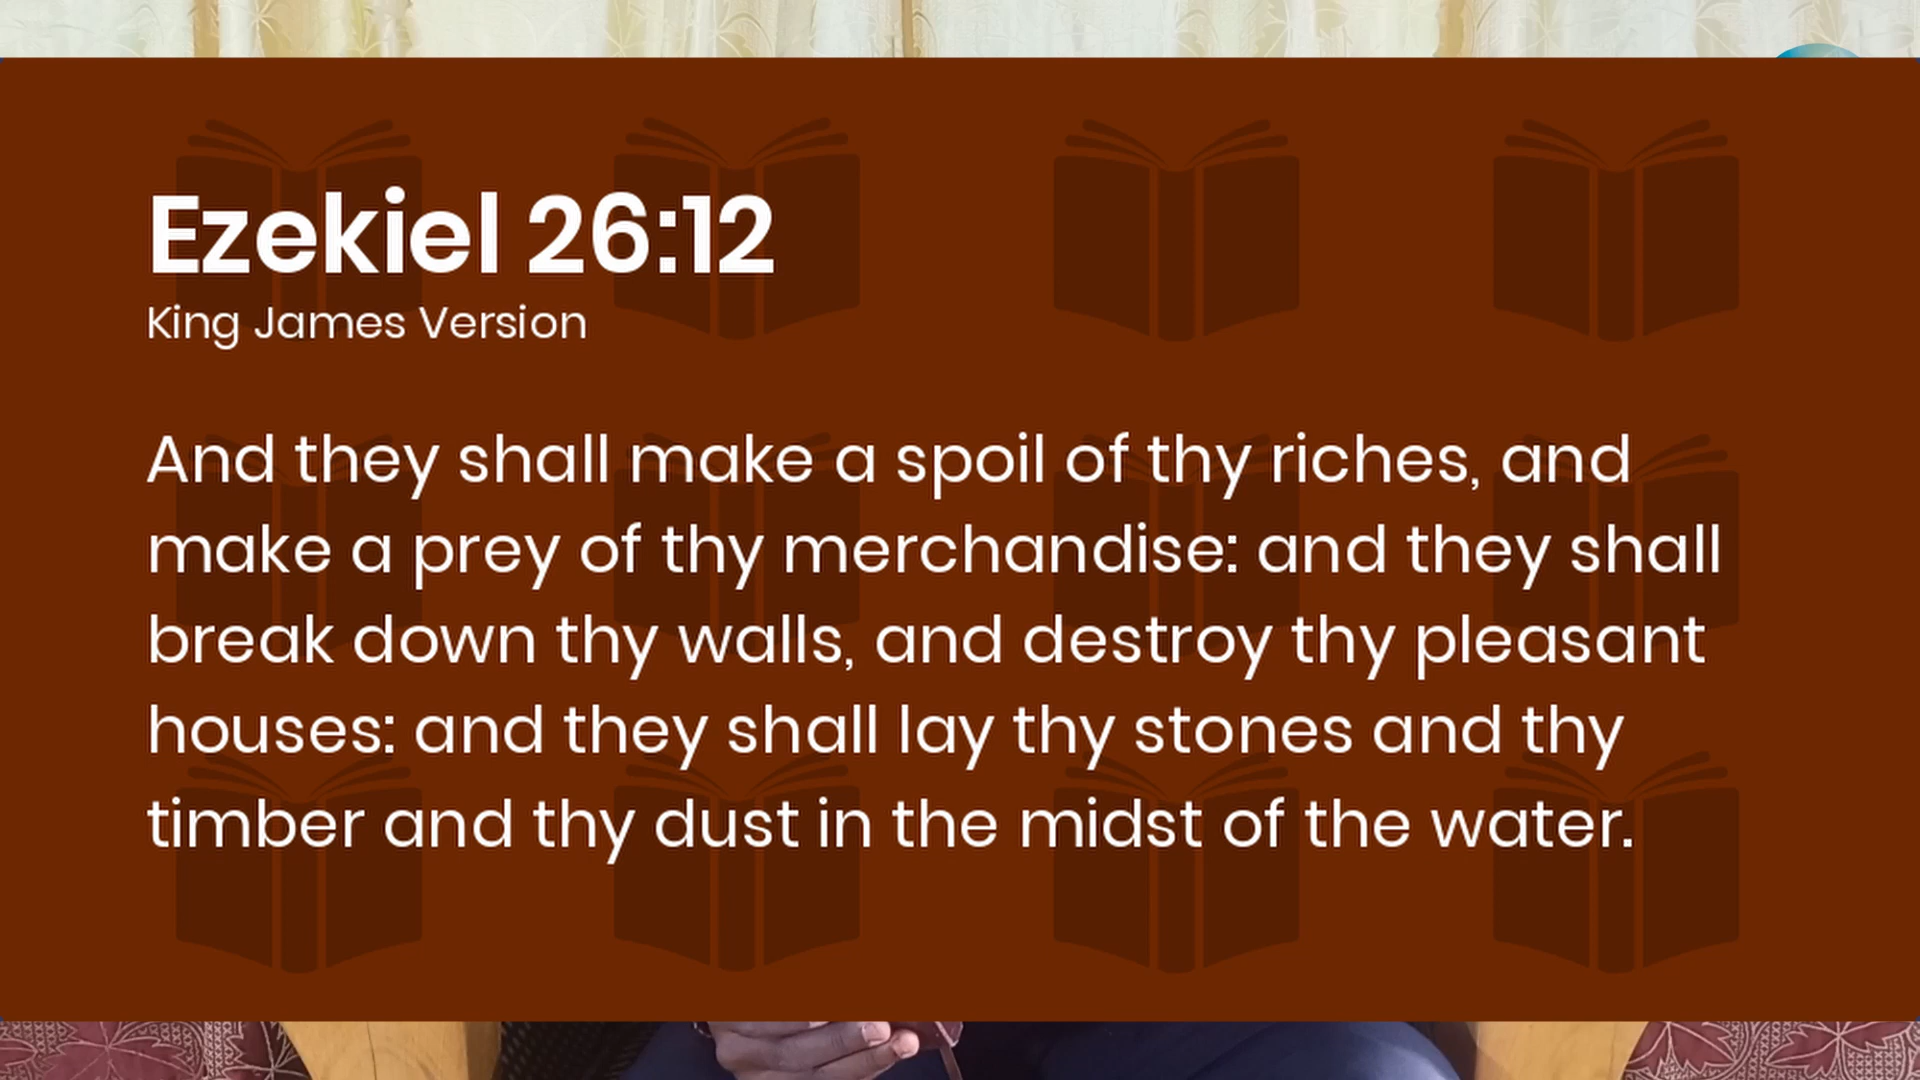 Ezekiel 26:12
King James Version
And they shall make a spoil of thy riches, and
make a prey of thy merchandise: and they shall
break down thy walls, and destroy thy pleasant
houses: and they shall lay thy stones and thy
timber and thy dust in the midst of the water.